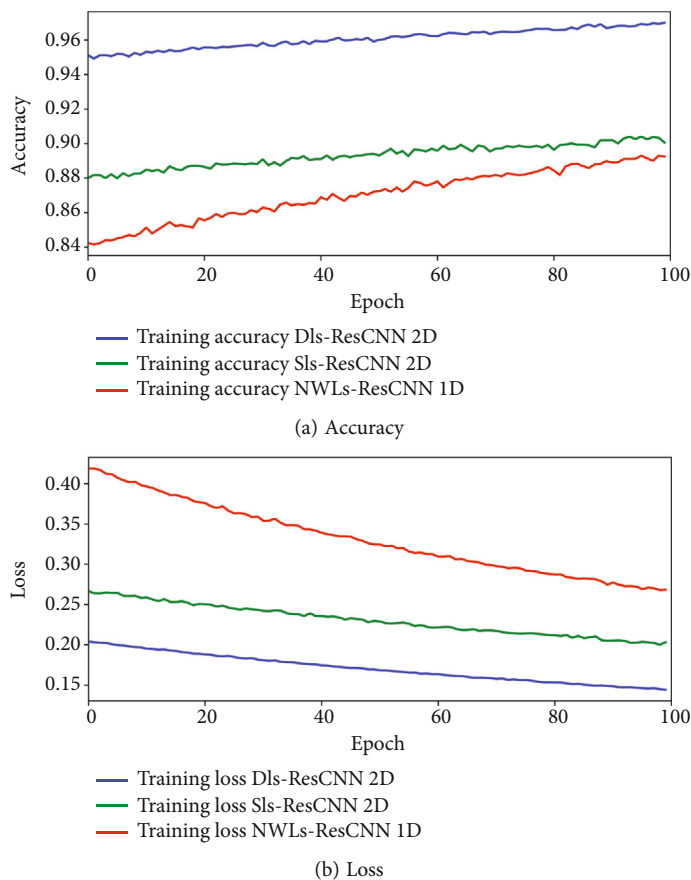 0.96
0.94
0.92
0.90
0.88
0.86
0.84
Accuracy
0 20 40 60 80 100
Epoch
Training accuracy Dls-ResCNN 2D
Training accuracy Sls-ResCNN 2D
Training accuracy NWLs-ResCNN 1D
(a) Accuracy
0.40
0.35
0.30
0.25
0.20
0.15
Loss
0 20 40 60 80 100
Epoch
Training loss Dls-ResCNN 2D
Training loss Sls-ResCNN 2D
Training loss NWLs-ResCNN 1D
(b) Loss